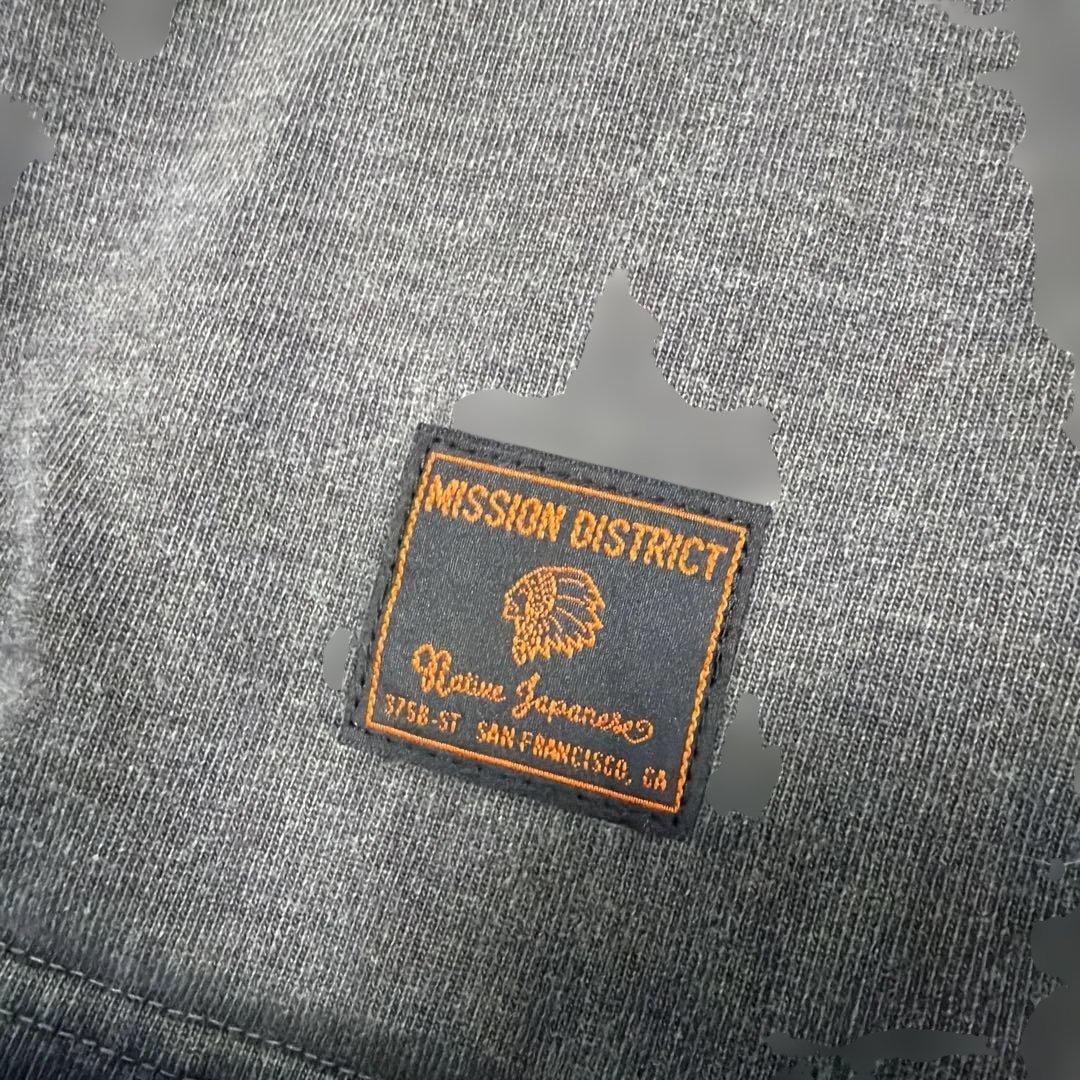 MISSION DISTRICT
Native Japanese
375B-ST SAN FRANCISCO, CA